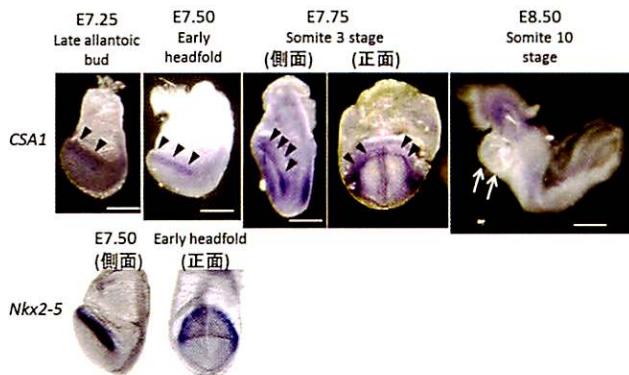 E7.25
Late allantoic
bud
E7.50
Early
headfold
E7.75
Somite 3 stage
(側面)
(正面)
E8.50
Somite 10
stage
CSA1
E7.50
(側面)
Early headfold
(正面)
Nkx2-5